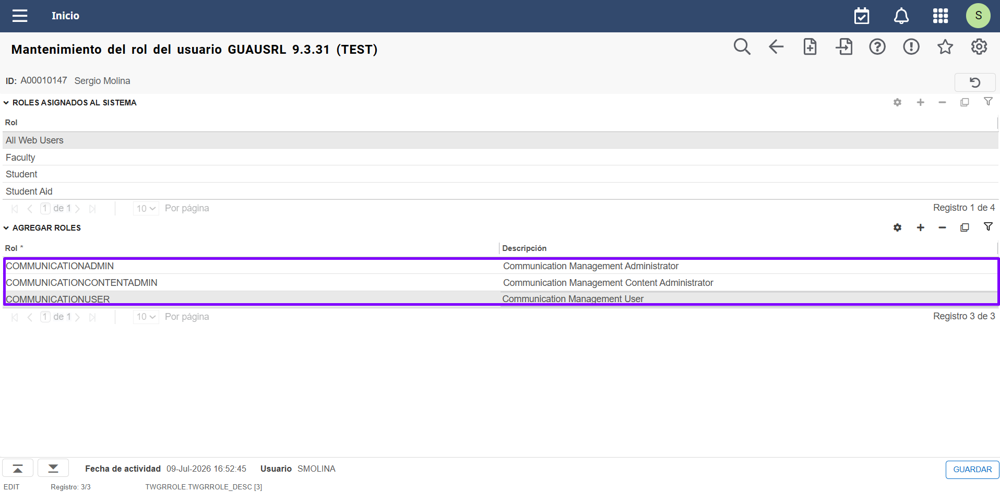 Inicio
S
Mantenimiento del rol del usuario GUAUSRL 9.3.31 (TEST)
ID: A00010147 Sergio Molina
ROLES ASIGNADOS AL SISTEMA
Rol
All Web Users
Faculty
Student
Student Aid
1 de 1 10 Por página Registro 1 de 4
AGREGAR ROLES
Rol * Descripción
COMMUNICATIONADMIN Communication Management Administrator
COMMUNICATIONCONTENTADMIN Communication Management Content Administrator
COMMUNICATIONUSER Communication Management User
1 de 1 10 Por página Registro 3 de 3
Fecha de actividad 09-Jul-2026 16:52:45 Usuario SMOLINA
GUARDAR
EDIT Registro: 3/3 TWGRROLE.TWGRROLE_DESC [3]